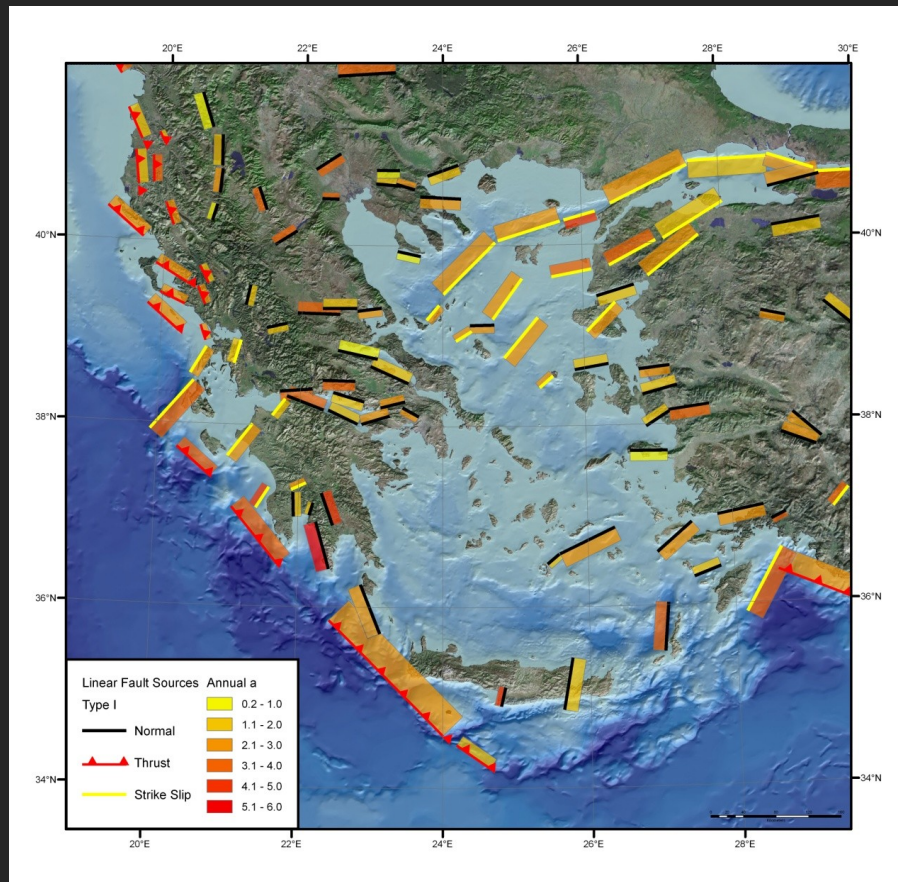 20°E 22°E 24°E 26°E 28°E 30°E
40°N 40°N
38°N 38°N
36°N 36°N
Linear Fault Sources Annual a
Type I
0.2 - 1.0
1.1 - 2.0
Normal
2.1 - 3.0
Thrust
3.1 - 4.0
4.1 - 5.0
Strike Slip
5.1 - 6.0
34°N 34°N
20°E 22°E 24°E 26°E 28°E